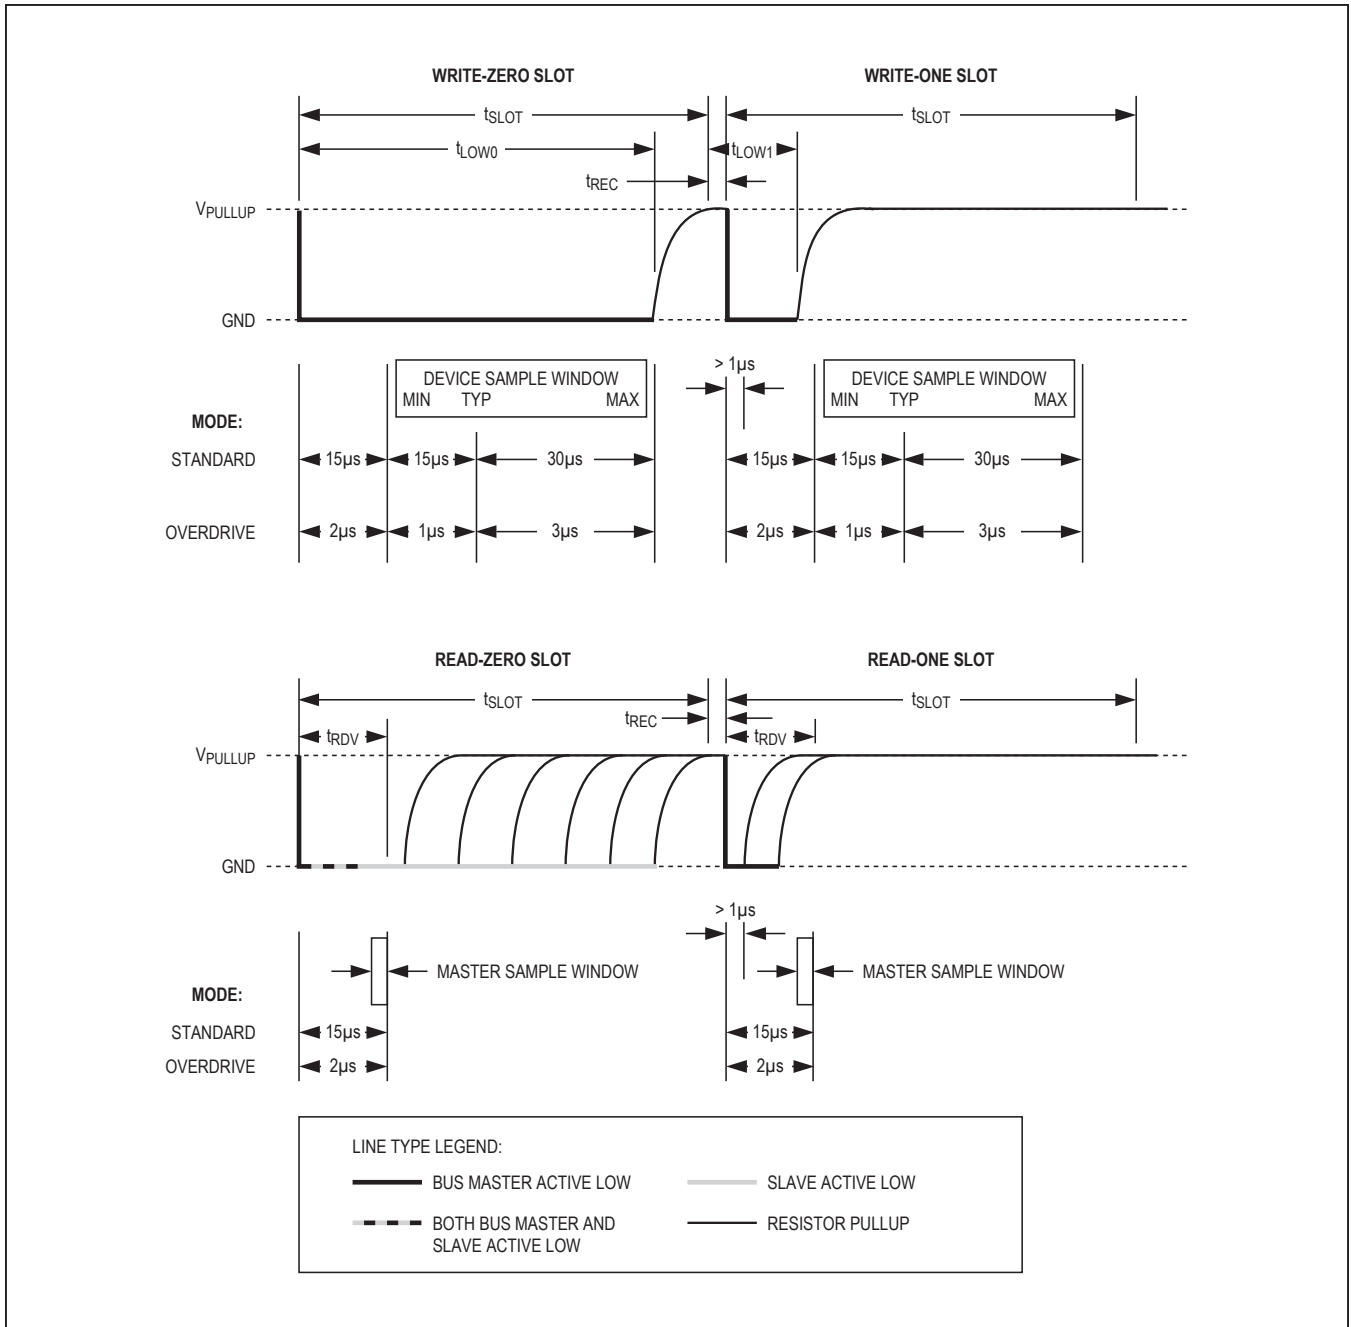 WRITE-ZERO SLOT WRITE-ONE SLOT
tSLOT tSLOT
tLOW0 tLOW1
tREC
VPULLUP
GND
> 1µs
DEVICE SAMPLE WINDOW DEVICE SAMPLE WINDOW
MIN TYP MAX MIN TYP MAX
MODE:
STANDARD 15µs 15µs 30µs 15µs 15µs 30µs
OVERDRIVE 2µs 1µs 3µs 2µs 1µs 3µs
READ-ZERO SLOT READ-ONE SLOT
tSLOT tSLOT
tREC
tRDV tRDV
VPULLUP
GND
> 1µs
MASTER SAMPLE WINDOW MASTER SAMPLE WINDOW
MODE:
STANDARD 15µs 15µs
OVERDRIVE 2µs 2µs
LINE TYPE LEGEND:
BUS MASTER ACTIVE LOW SLAVE ACTIVE LOW
BOTH BUS MASTER AND RESISTOR PULLUP
SLAVE ACTIVE LOW